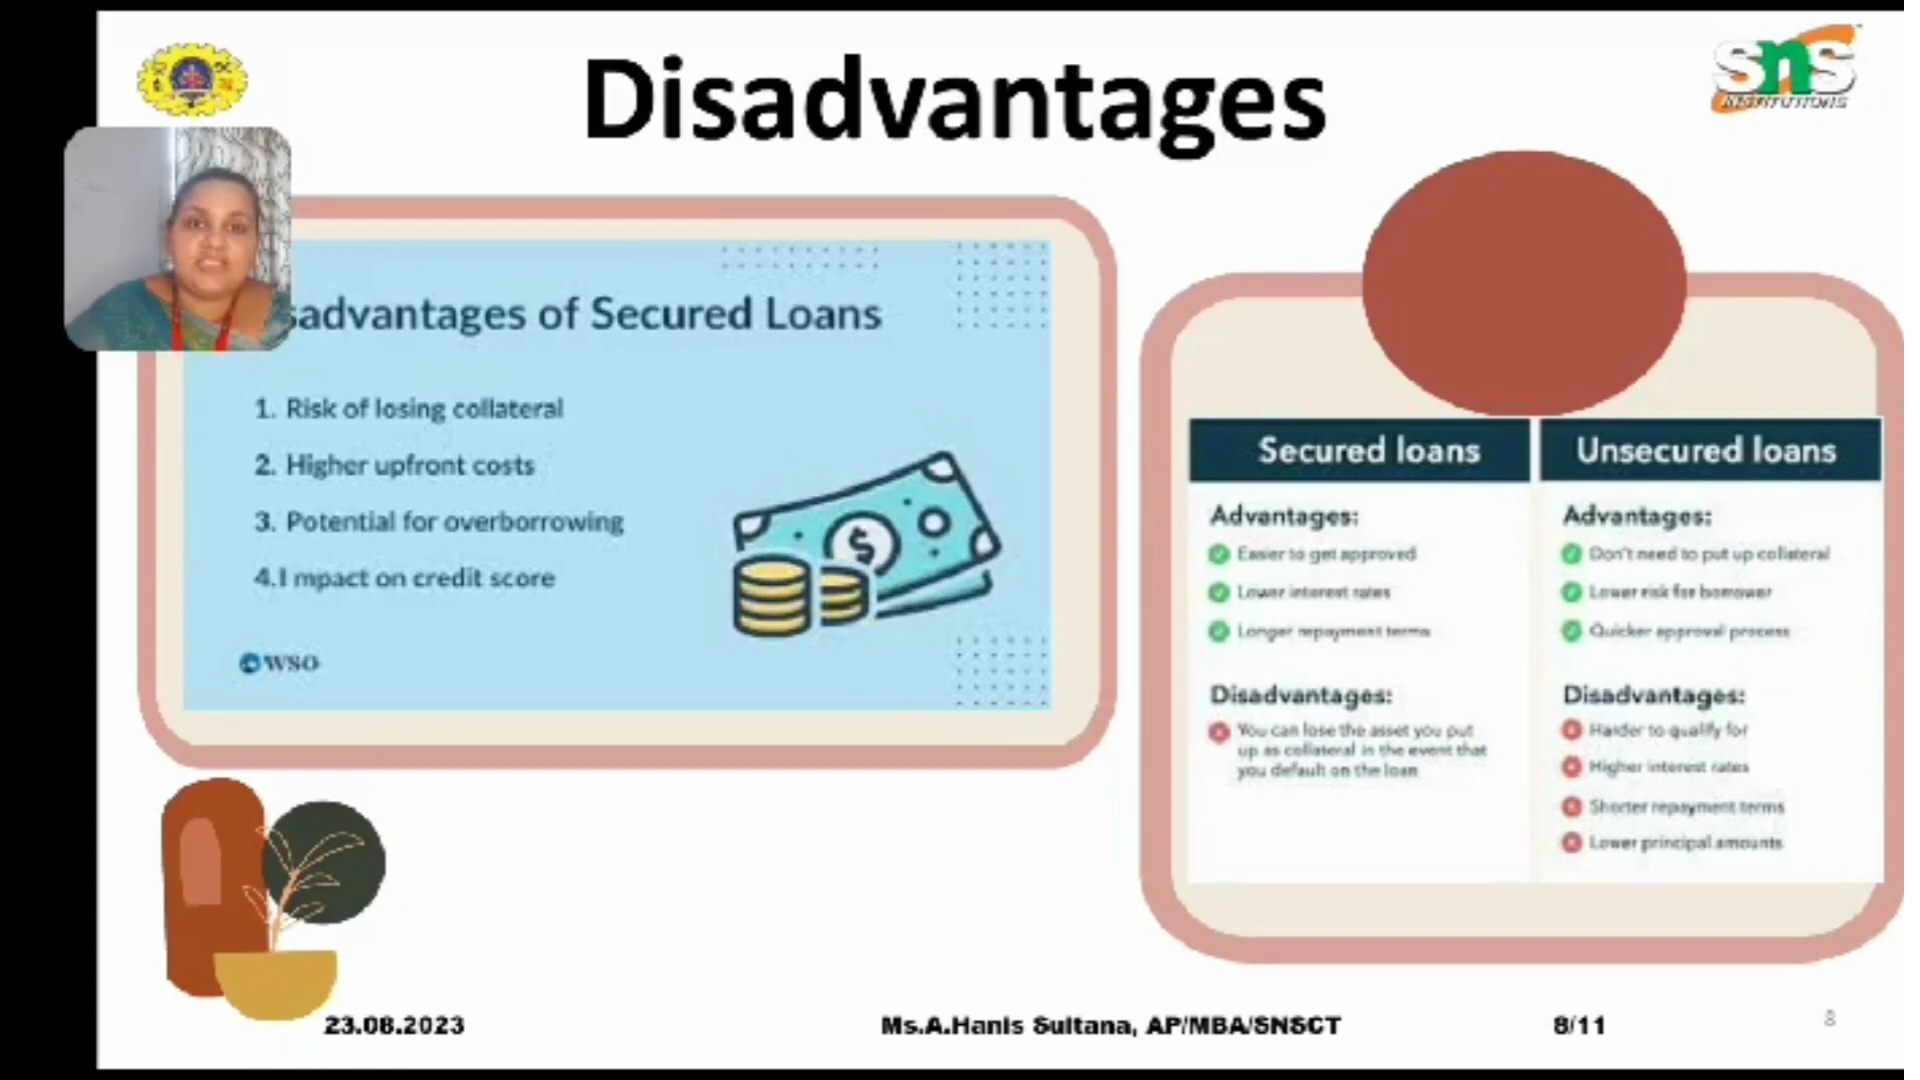 Disadvantages
sns
INSTITUTIONS
sadvantages of Secured Loans
1. Risk of losing collateral
2. Higher upfront costs
3. Potential for overborrowing
4.I mpact on credit score
WSO
Secured loans
Advantages:
Easier to get approved
Lower interest rates
Longer repayment terms
Disadvantages:
You can lose the asset you put
up as collateral in the event that
you default on the loan
Unsecured loans
Advantages:
Don't need to put up collateral
Lower risk for borrower
Quicker approval process
Disadvantages:
Harder to qualify for
Higher interest rates
Shorter repayment terms
Lower principal amounts
23.08.2023
Ms.A.Hanis Sultana, AP/MBA/SNSCT
8/11
8